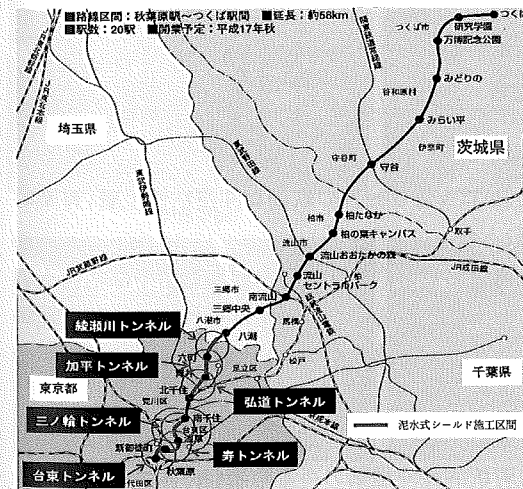 ■路線区間：秋葉原駅～つくば駅間 ■延長：約58km
■駅数：20駅 ■開業予定：平成17年秋
つくば
研究学園
つくば市
万博記念公園
みどりの
谷和原村
みらい平
伊奈町
埼玉県
茨城県
守谷町
守谷
柏市
柏たなか
取手
柏の葉キャンパス
流山市
流山おおたかの森
JR武蔵野線
JR成田線
柏
流山
セントラルパーク
三郷市
南流山
三郷中央
八潮市
馬橋
綾瀬川トンネル
八潮
六町
加平トンネル
足立区
松戸
千葉県
東京都
北千住
荒川区
弘道トンネル
南千住
三ノ輪トンネル
台東区
浅草
泥水式シールド施工区間
新御徒町
寿トンネル
台東トンネル
秋葉原
千代田区